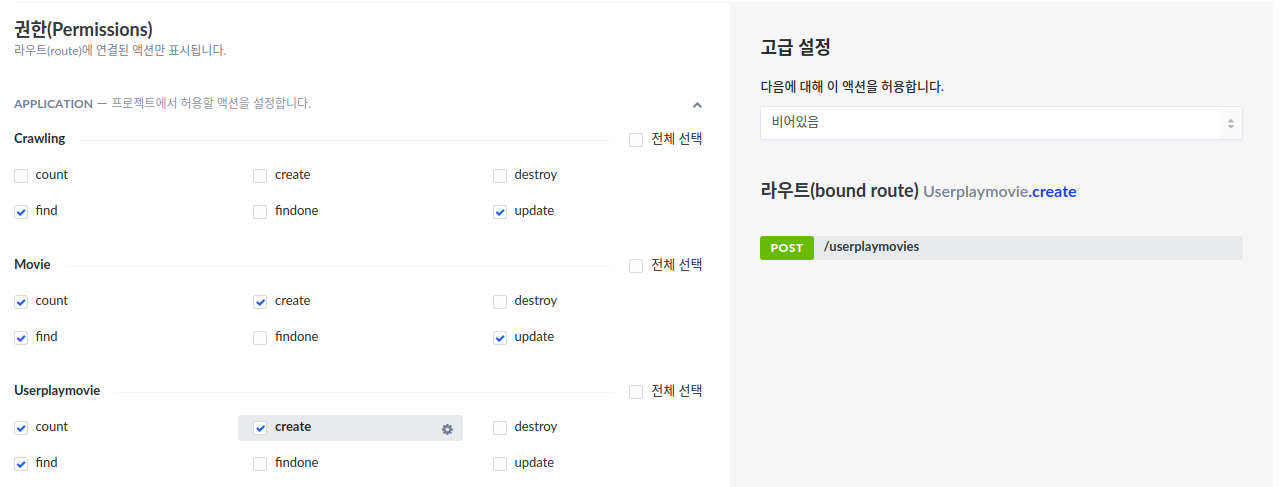 권한(Permissions)
라우트(route)에 연결된 액션만 표시됩니다.
APPLICATION — 프로젝트에서 허용할 액션을 설정합니다.
Crawling 전체 선택
count create destroy
find findone update
Movie 전체 선택
count create destroy
find findone update
Userplaymovie 전체 선택
count create destroy
find findone update
고급 설정
다음에 대해 이 액션을 허용합니다.
비어있음
라우트(bound route) Userplaymovie.create
POST /userplaymovies